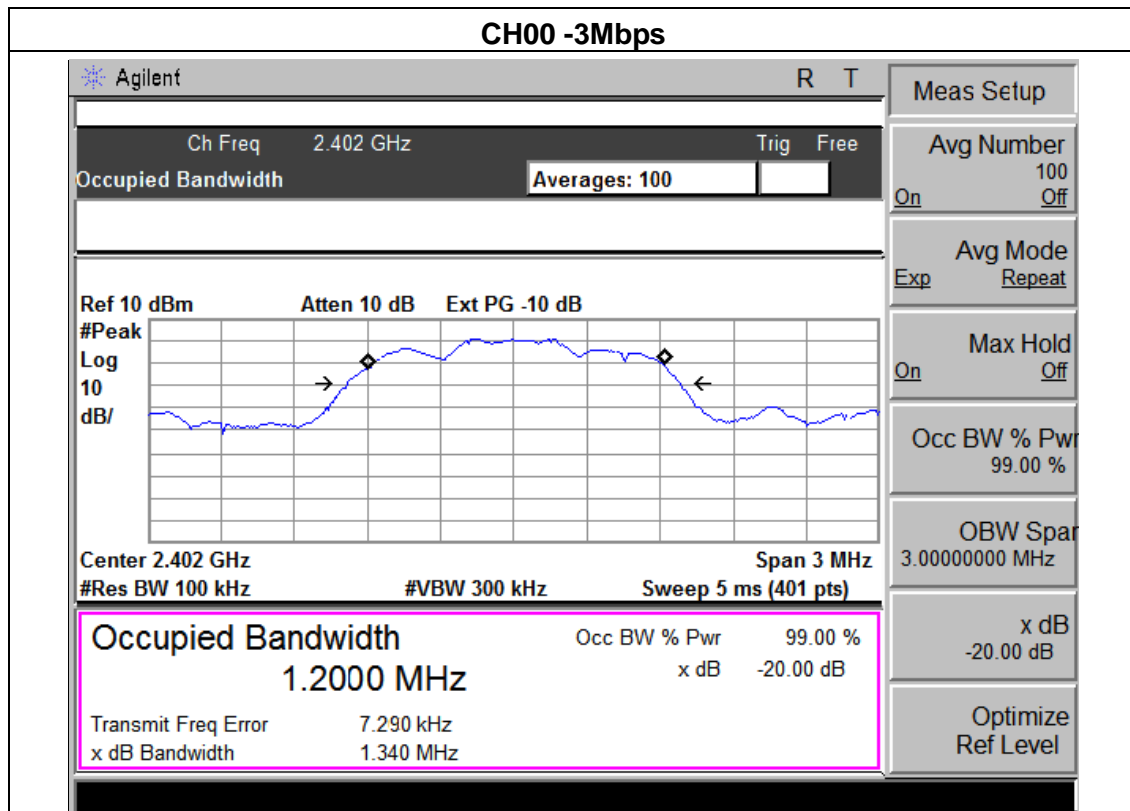 CH00 -3Mbps
Agilent R T
Ch Freq 2.402 GHz Trig Free
Occupied Bandwidth Averages: 100
Ref 10 dBm Atten 10 dB Ext PG -10 dB
#Peak
Log
10
dB/
Center 2.402 GHz Span 3 MHz
#Res BW 100 kHz #VBW 300 kHz Sweep 5 ms (401 pts)
Occupied Bandwidth Occ BW % Pwr 99.00 %
1.2000 MHz x dB -20.00 dB
Transmit Freq Error 7.290 kHz
x dB Bandwidth 1.340 MHz
Meas Setup
Avg Number
100
On Off
Avg Mode
Exp Repeat
Max Hold
On Off
Occ BW % Pwr
99.00 %
OBW Spar
3.00000000 MHz
x dB
-20.00 dB
Optimize
Ref Level